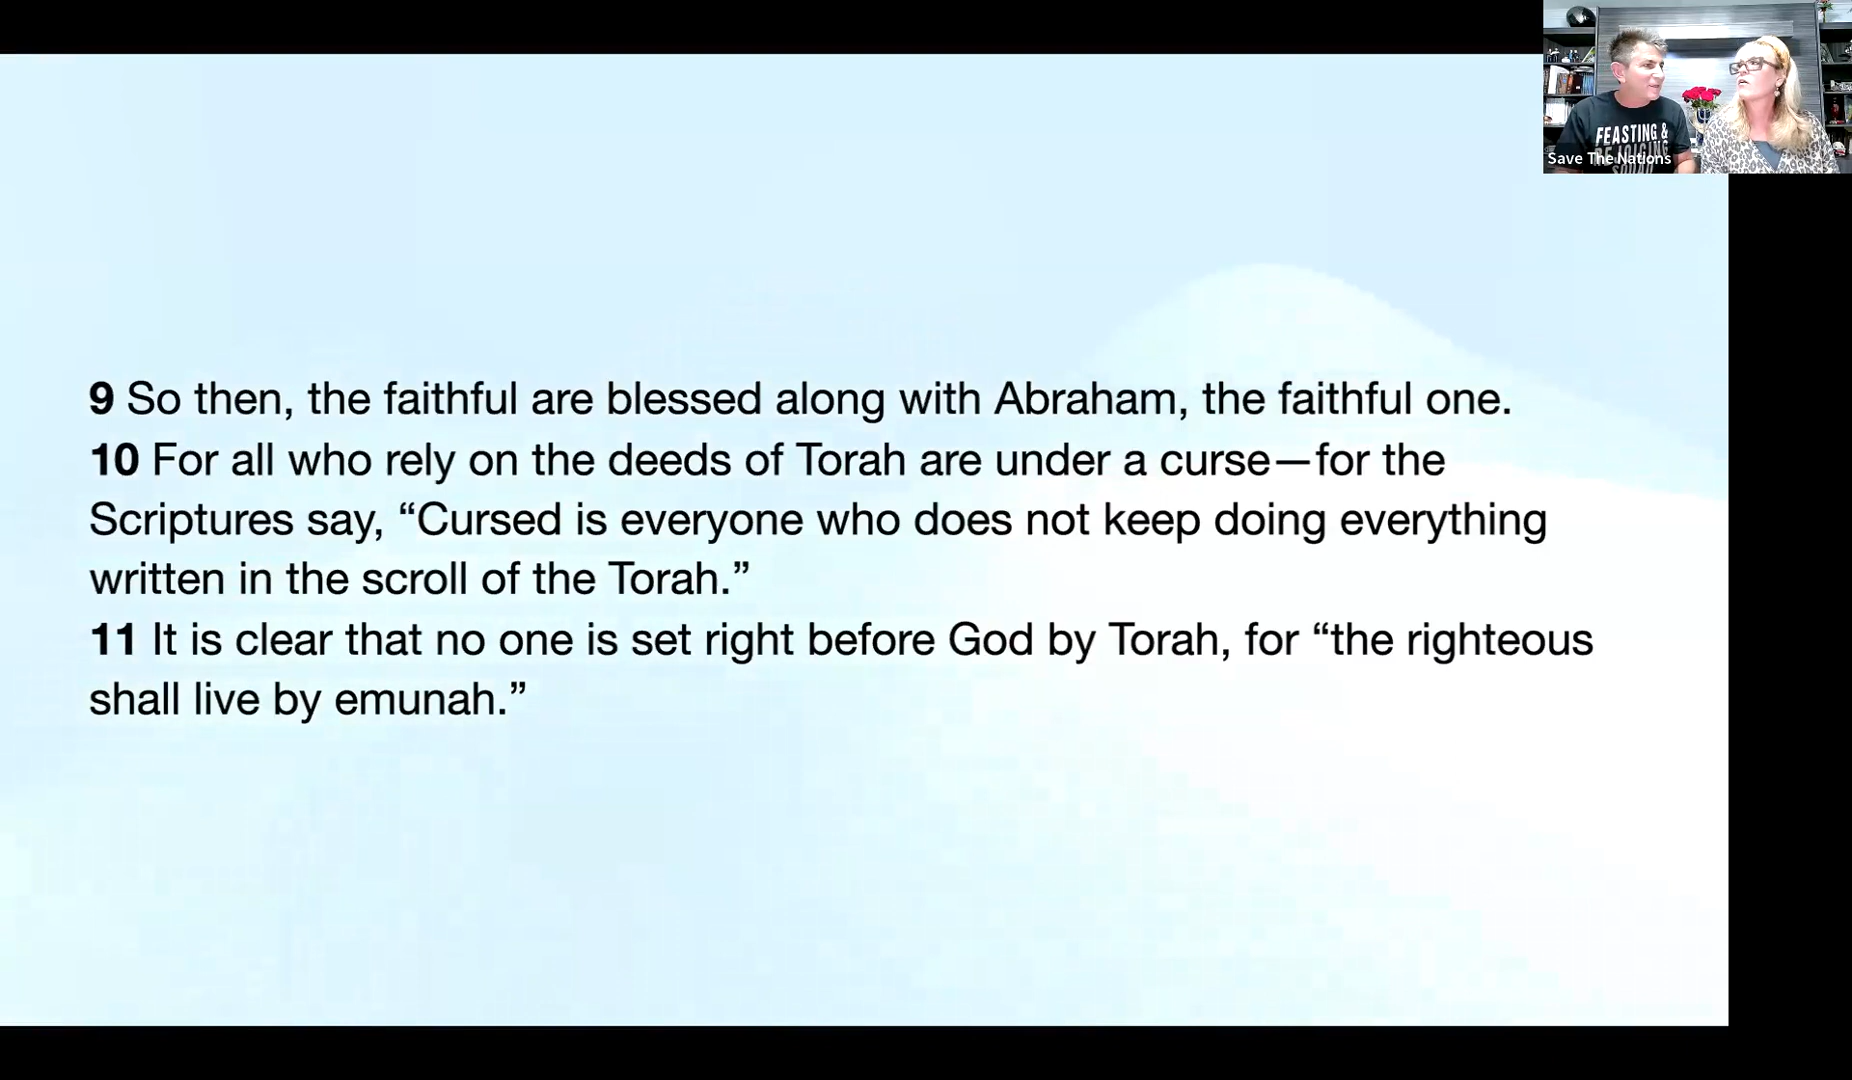 FEASTING &
REJOICING
SQUAD
Save The Nations
9 So then, the faithful are blessed along with Abraham, the faithful one.
10 For all who rely on the deeds of Torah are under a curse—for the
Scriptures say, “Cursed is everyone who does not keep doing everything
written in the scroll of the Torah.”
11 It is clear that no one is set right before God by Torah, for “the righteous
shall live by emunah.”